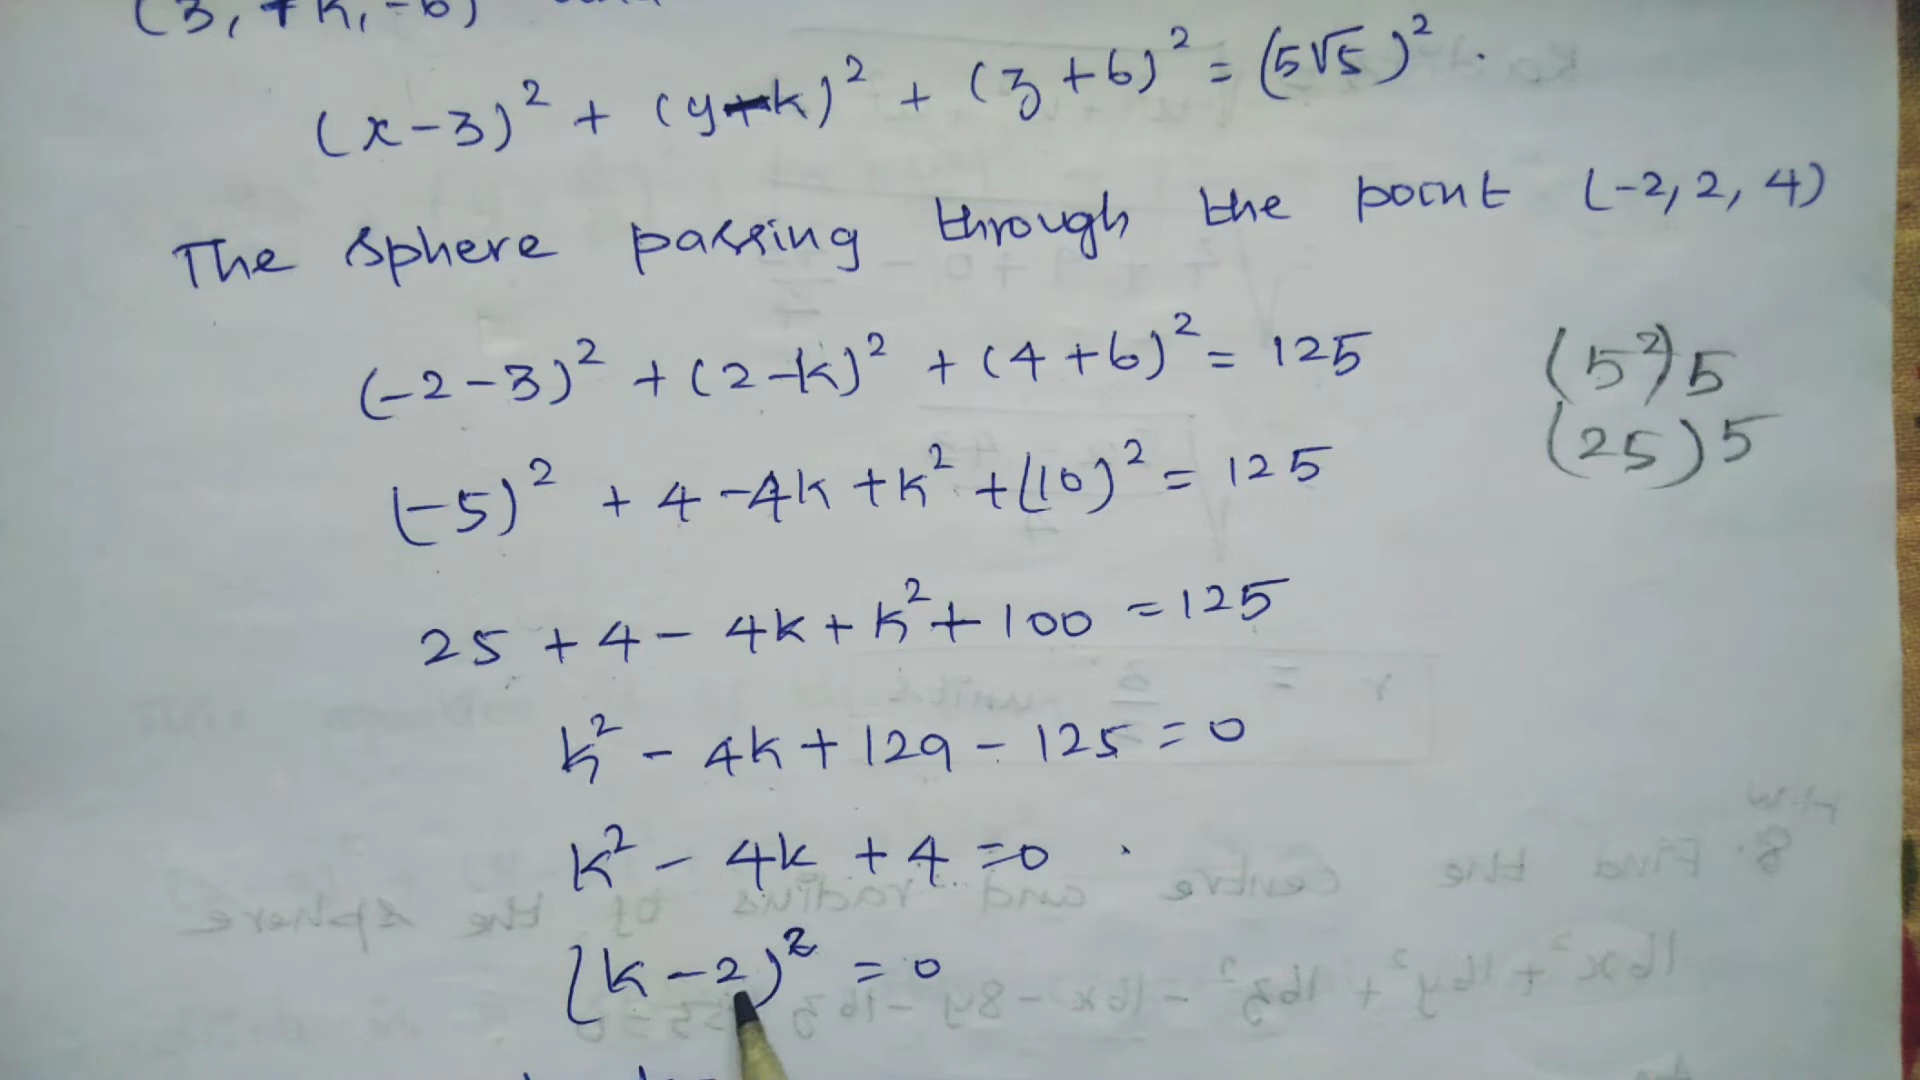 (3, +k, -6)
(x-3)² + (y-k)² + (z+6)² = (5√5)².
The sphere passing through the point (-2, 2, 4)
(-2-3)² + (2-k)² + (4+6)² = 125
(5²)5
(25)5
(-5)² + 4 -4k + k² + (10)² = 125
25 + 4 - 4k + k² + 100 = 125
k² - 4k + 129 - 125 = 0
k² - 4k + 4 = 0.
(k-2)² = 0